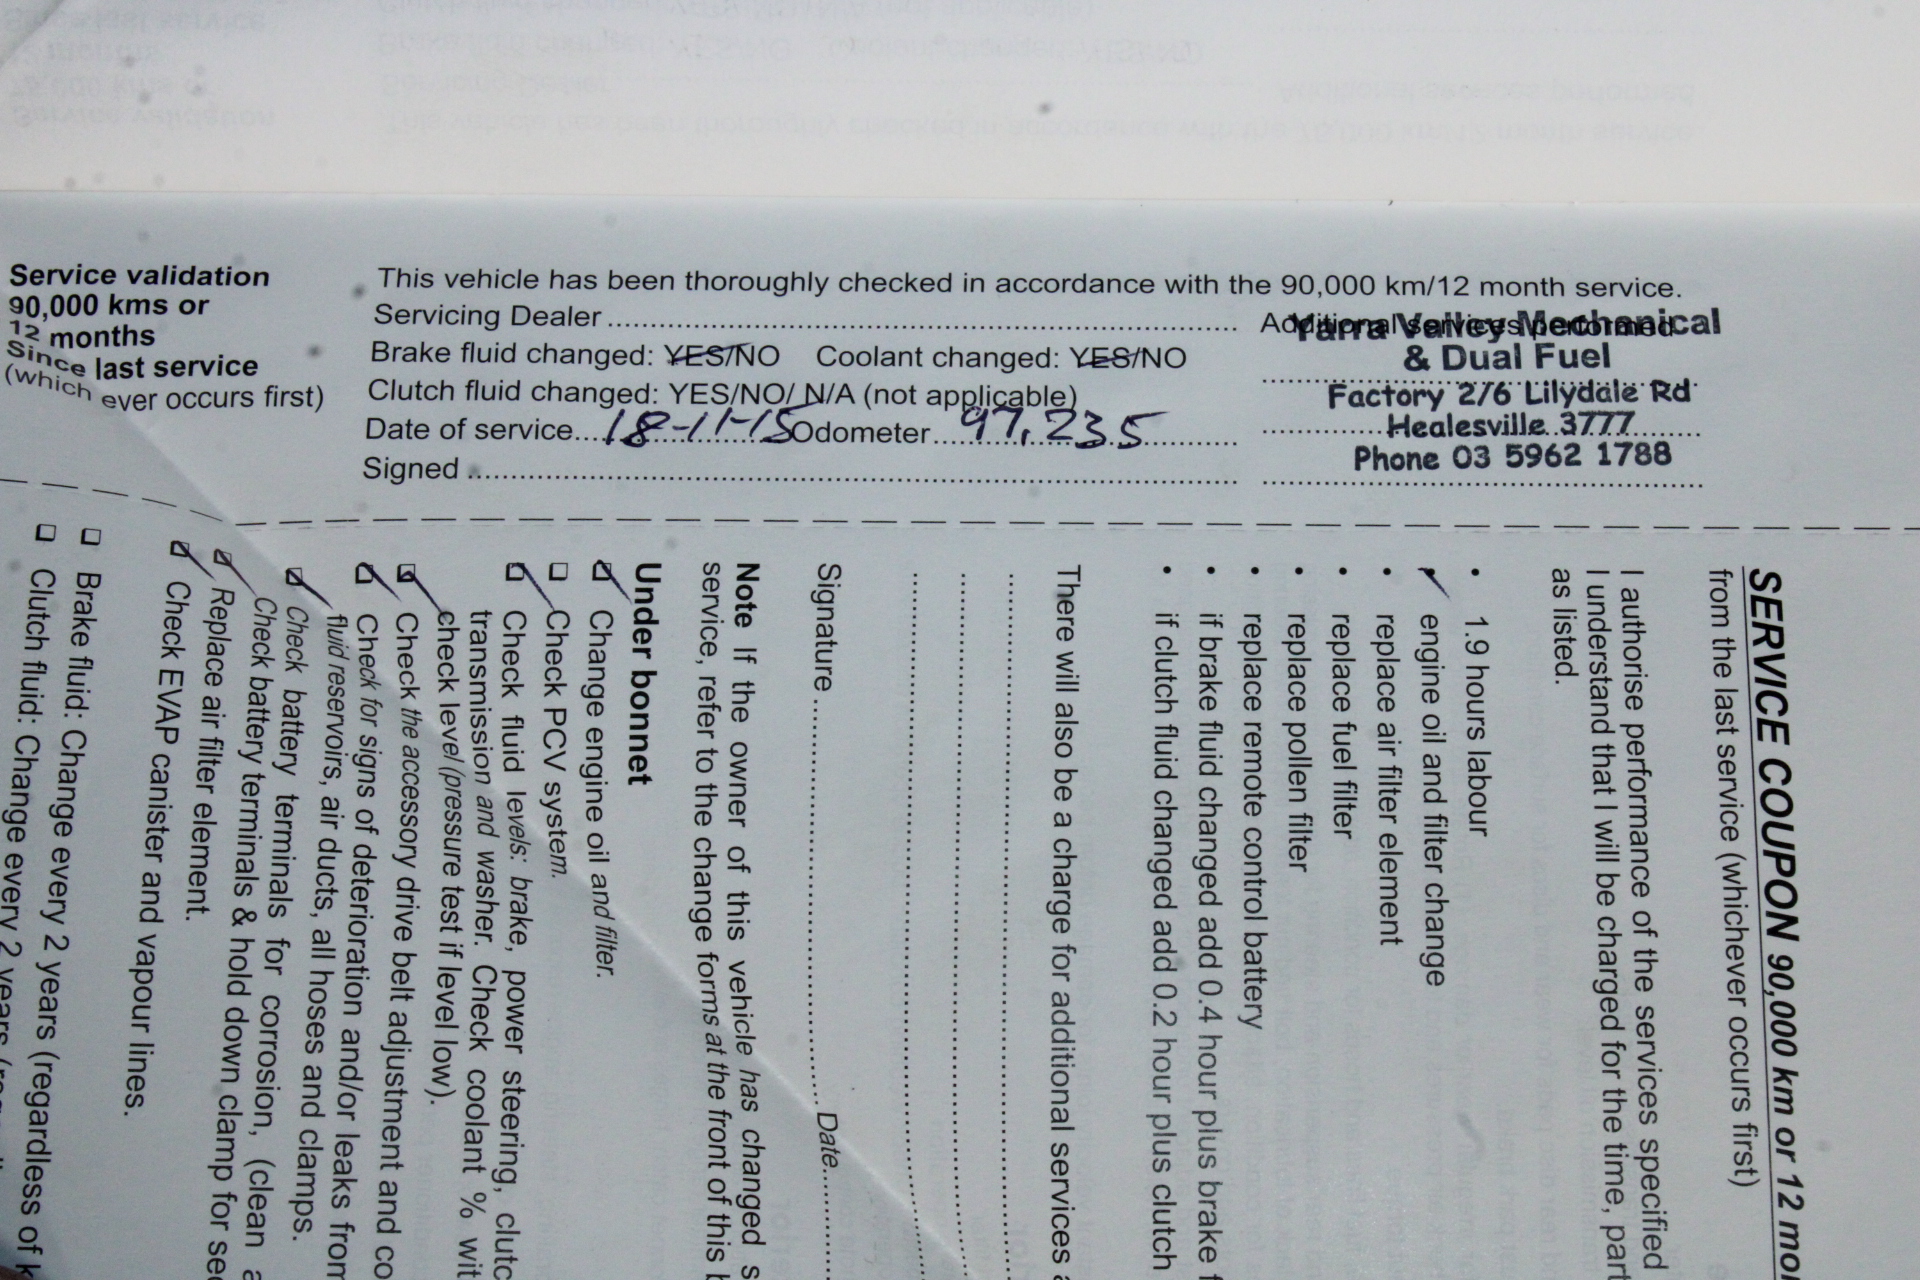 Service validation
90,000 kms or
12 months
Since last service
(which ever occurs first)
This vehicle has been thoroughly checked in accordance with the 90,000 km/12 month service.
Servicing Dealer
Additional services performed
Brake fluid changed: YES/NO Coolant changed: YES/NO
Clutch fluid changed: YES/NO/ N/A (not applicable)
Date of service 18-11-15 Odometer 97,235
Signed
Yarra Valley Mechanical
& Dual Fuel
Factory 2/6 Lilydale Rd
Healesville 3777
Phone 03 5962 1788
SERVICE COUPON 90,000 km or 12
from the last service (whichever occurs first)
I authorise performance of the services specified
I understand that I will be charged for the time,
as listed.
• 1.9 hours labour
• engine oil and filter change
• replace air filter element
• replace fuel filter
• replace pollen filter
• replace remote control battery
• if brake fluid changed add 0.4 hour plus brake
• if clutch fluid changed add 0.2 hour plus clutch
There will also be a charge for additional services
Signature Date
Note If the owner of this vehicle has changed
service, refer to the change forms at the front of this
Under bonnet
Change engine oil and filter.
Check PCV system.
Check fluid levels: brake, power steering,
transmission and washer. Check coolant %
check level (pressure test if level low).
Check the accessory drive belt adjustment and
Check for signs of deterioration and/or leaks from
fluid reservoirs, air ducts, all hoses and clamps.
Check battery terminals for corrosion, (clean
Check battery terminals & hold down clamp for
Replace air filter element.
Check EVAP canister and vapour lines.
Brake fluid: Change every 2 years (regardless of
Clutch fluid: Change every 2 years